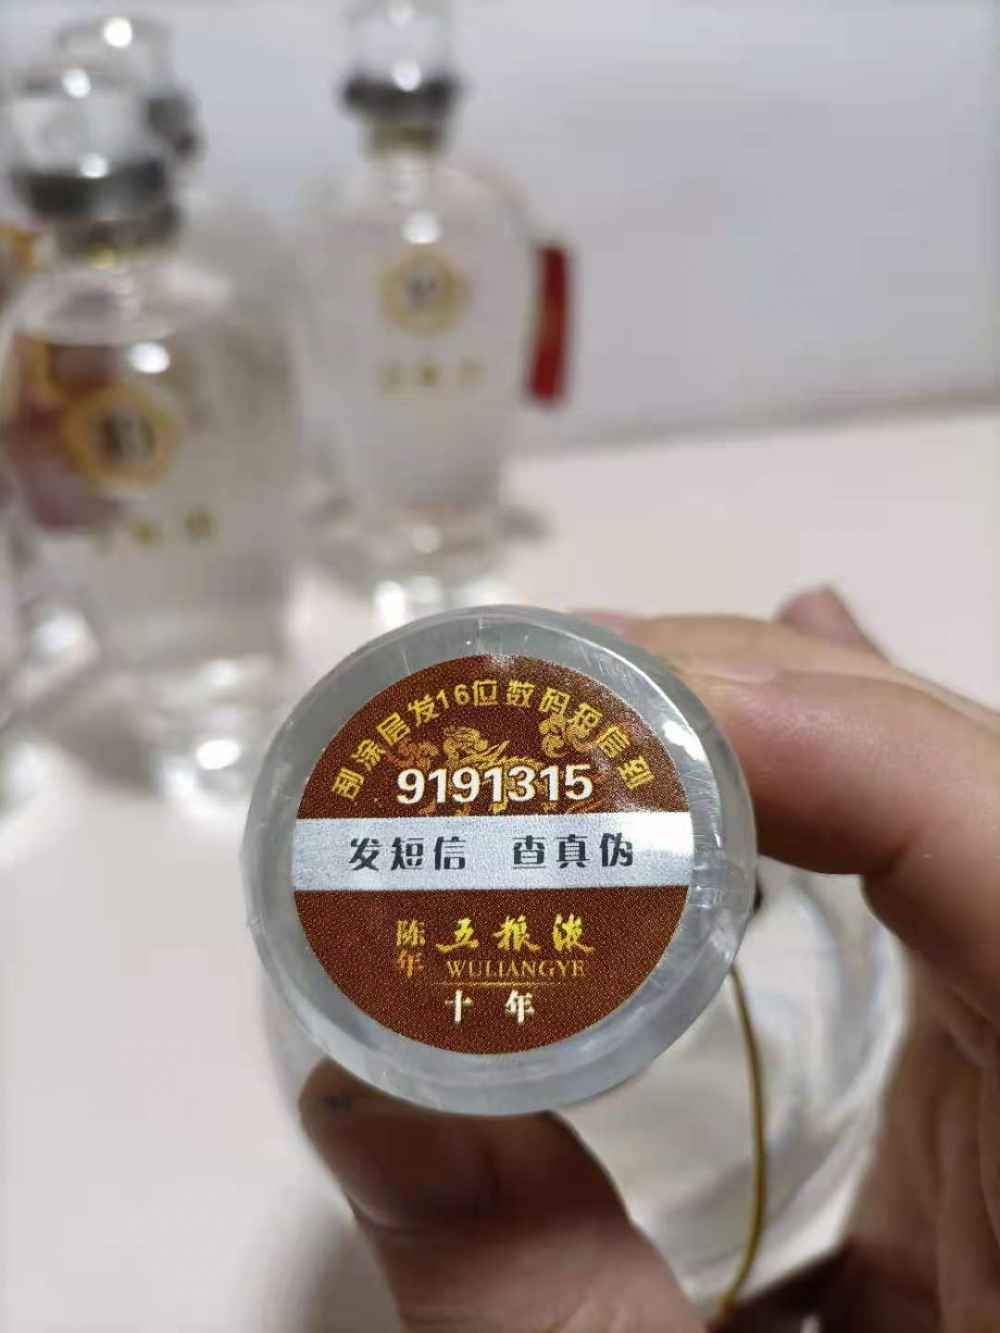 刮涂层发16位数码短信到
9191315
发短信 查真伪
陈年 五粮液
WULIANGYE
十年